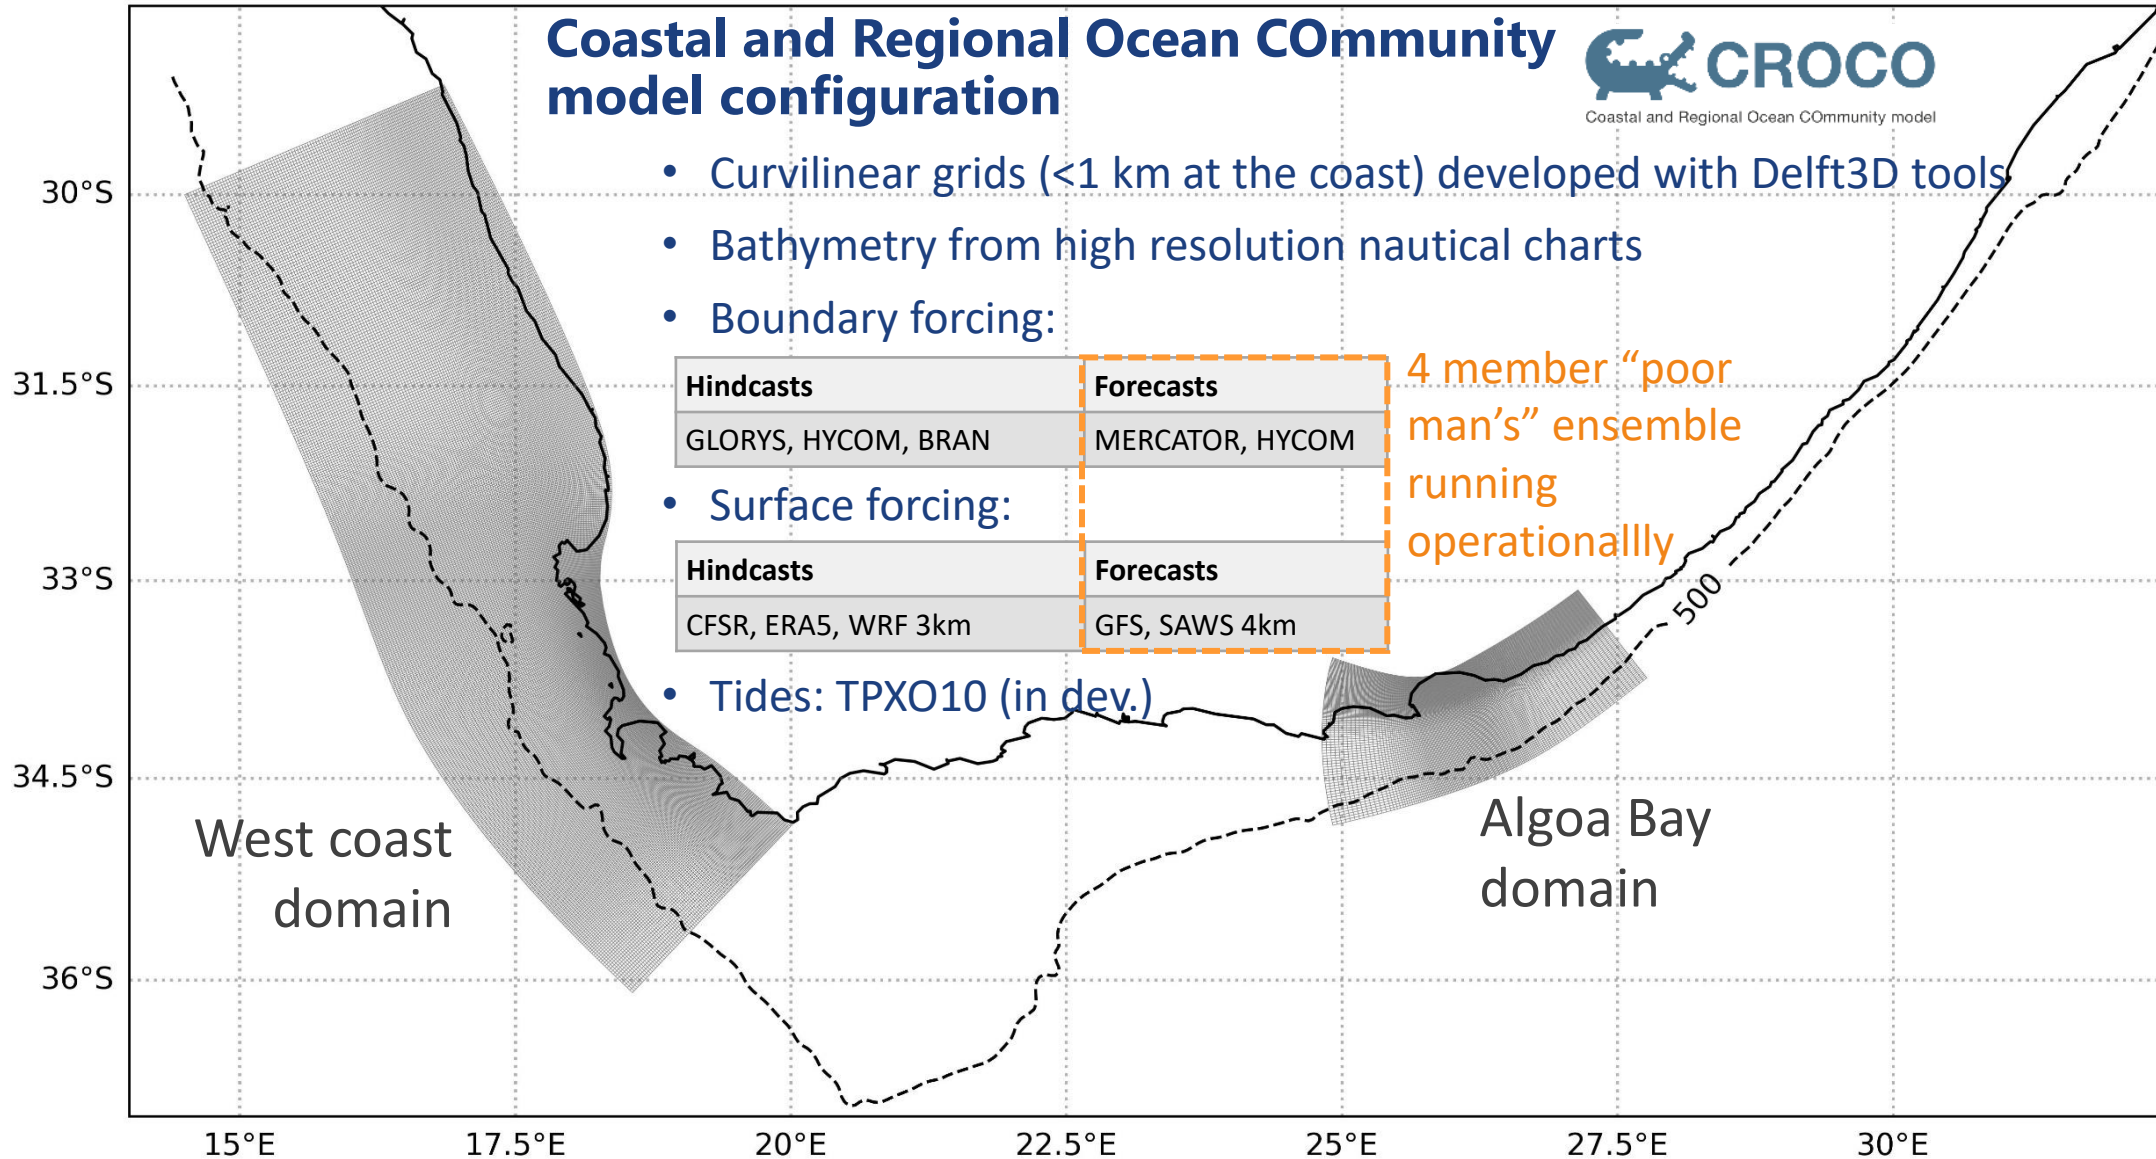 Coastal and Regional Ocean COmmunity
model configuration
CROCO
Coastal and Regional Ocean COmmunity model
• Curvilinear grids (<1 km at the coast) developed with Delft3D tools
• Bathymetry from high resolution nautical charts
• Boundary forcing:
Hindcasts Forecasts
GLORYS, HYCOM, BRAN MERCATOR, HYCOM
4 member “poor
man’s” ensemble
running
operationallly
• Surface forcing:
Hindcasts Forecasts
CFSR, ERA5, WRF 3km GFS, SAWS 4km
• Tides: TPXO10 (in dev.)
500
West coast
domain
Algoa Bay
domain
30°S
31.5°S
33°S
34.5°S
36°S
15°E 17.5°E 20°E 22.5°E 25°E 27.5°E 30°E